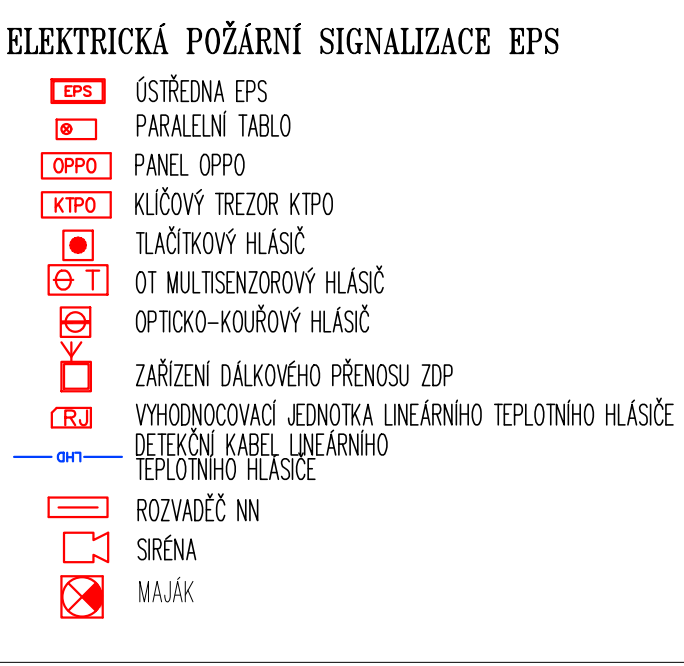 ELEKTRICKÁ POŽÁRNÍ SIGNALIZACE EPS
EPS ÚSTŘEDNA EPS
PARALELNÍ TABLO
OPPO PANEL OPPO
KTPO KLÍČOVÝ TREZOR KTPO
TLAČÍTKOVÝ HLÁSIČ
T OT MULTISENZOROVÝ HLÁSIČ
OPTICKO-KOUŘOVÝ HLÁSIČ
ZAŘÍZENÍ DÁLKOVÉHO PŘENOSU ZDP
RJ VYHODNOCOVACÍ JEDNOTKA LINEÁRNÍHO TEPLOTNÍHO HLÁSIČE
LHD DETEKČNÍ KABEL LINEÁRNÍHO
TEPLOTNÍHO HLÁSIČE
ROZVADĚČ NN
SIRÉNA
MAJÁK